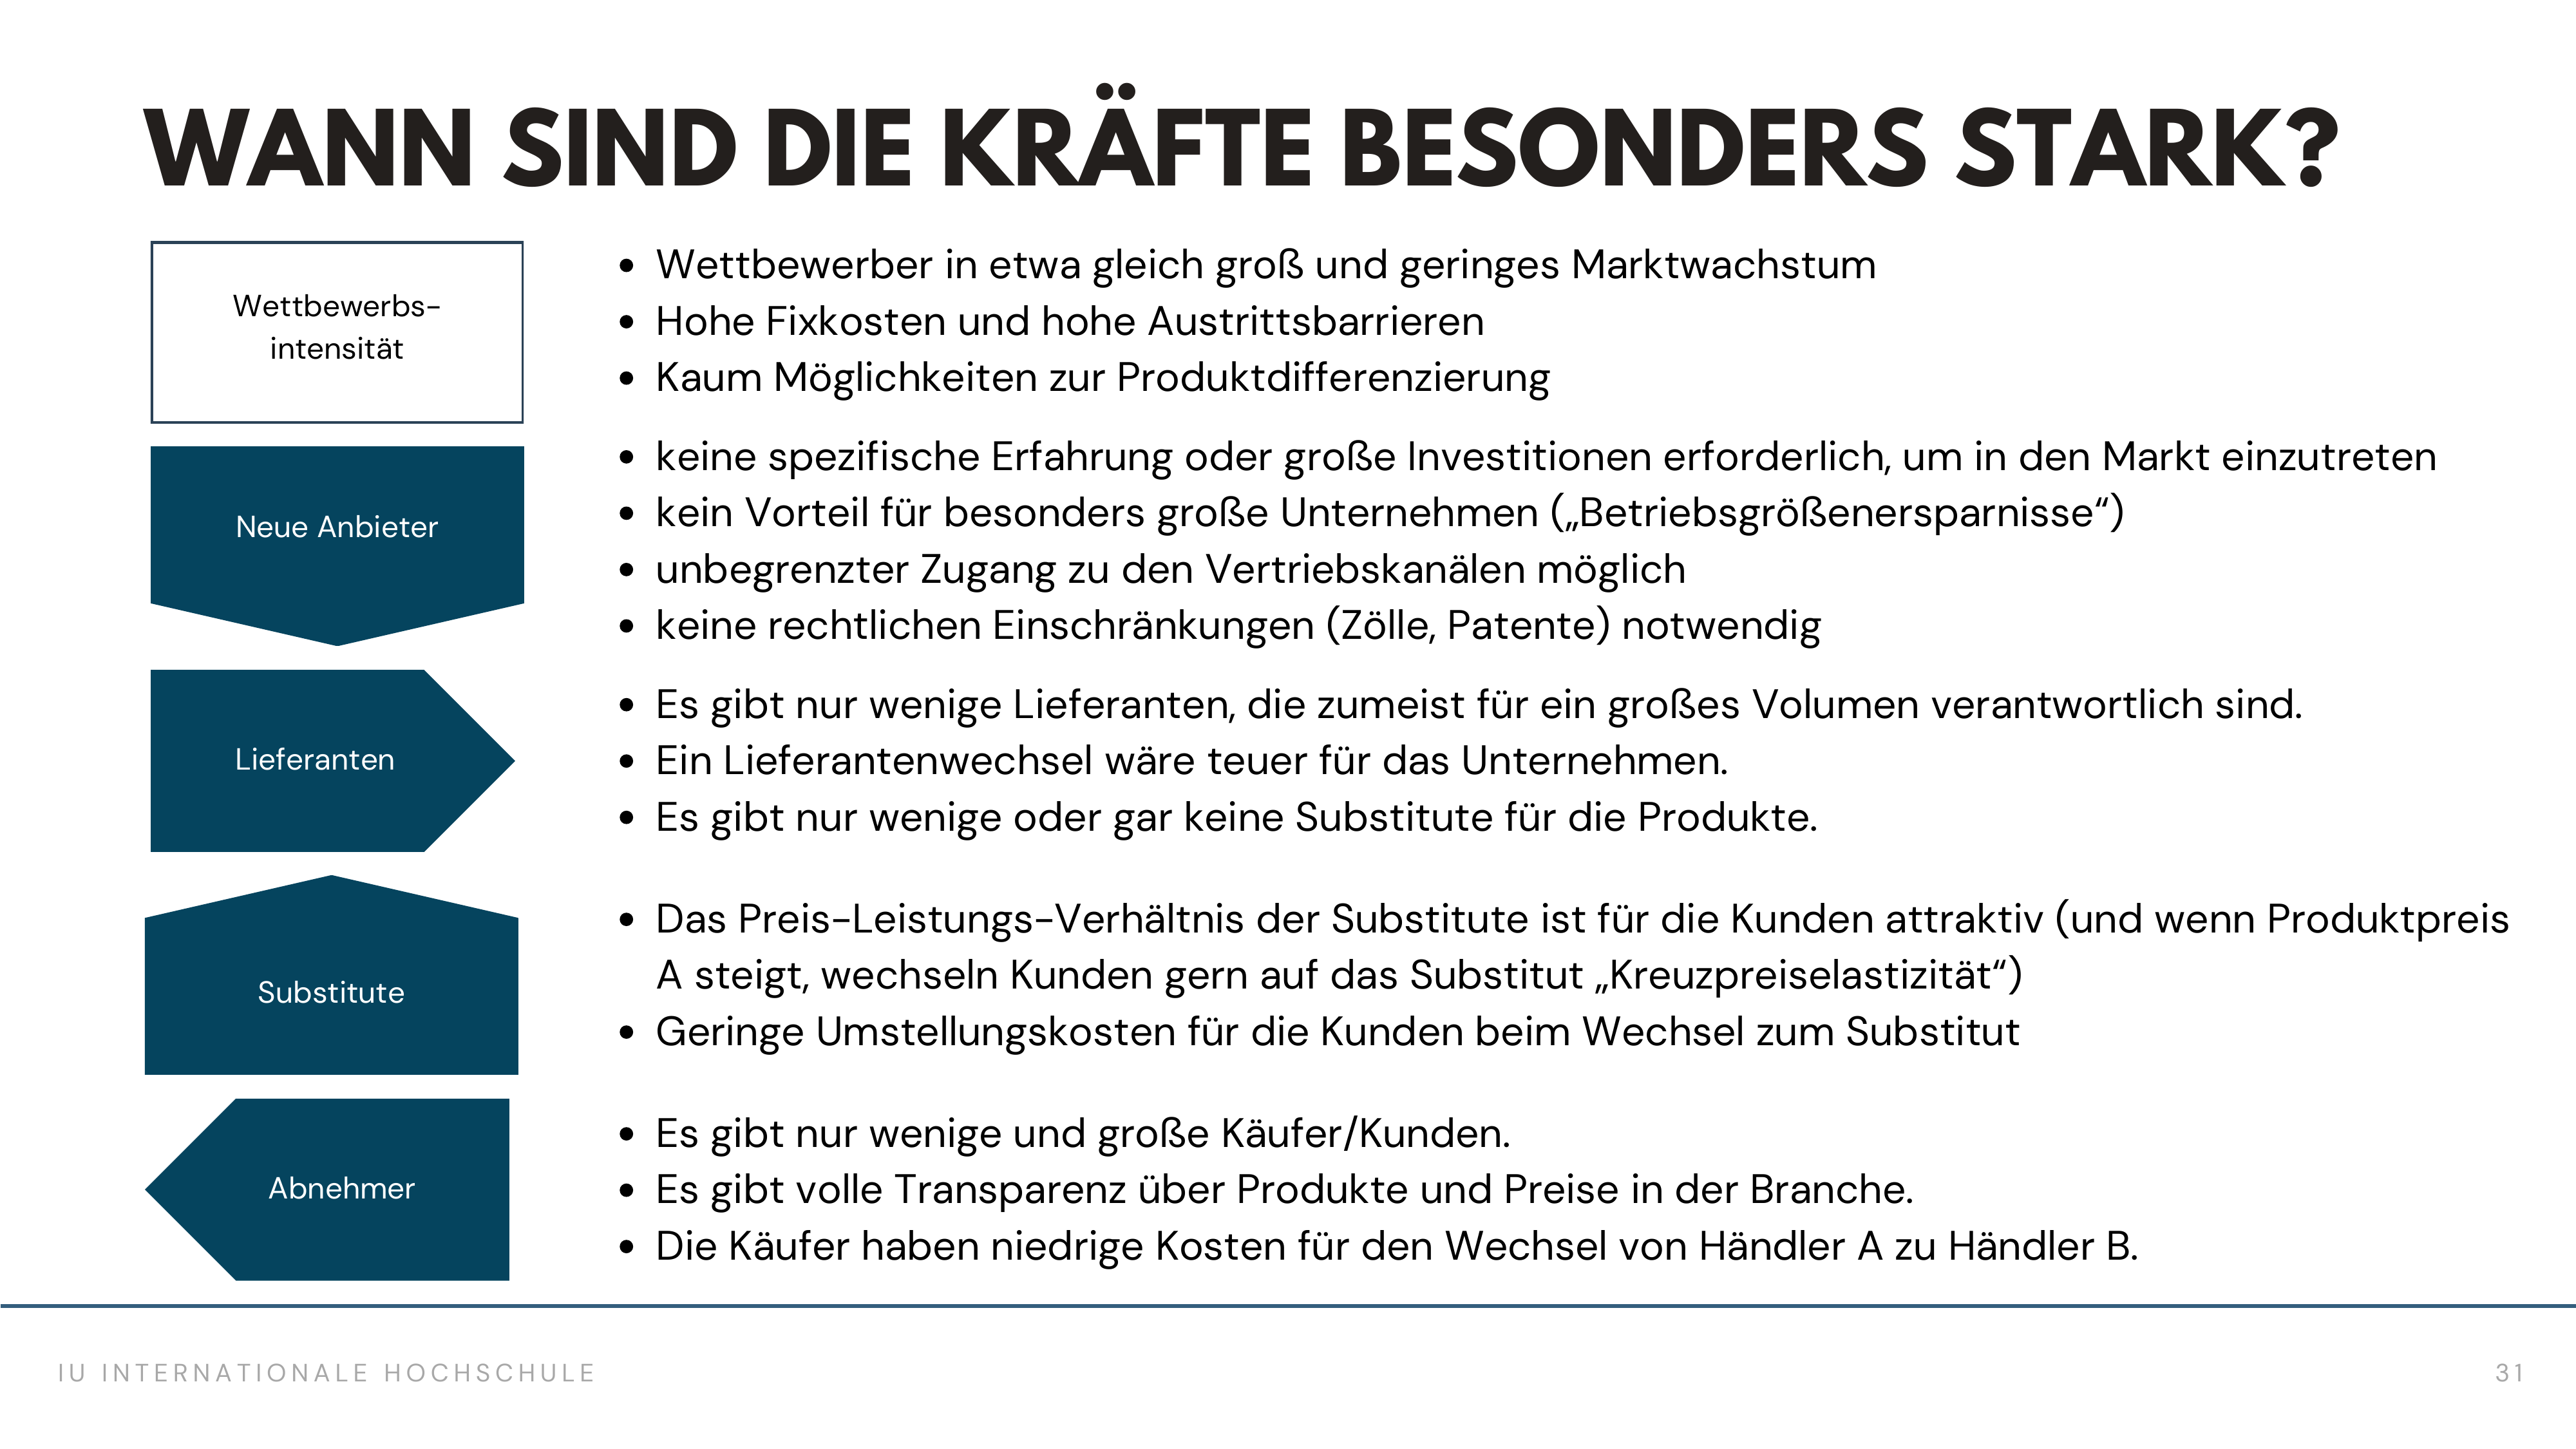 WANN SIND DIE KRÄFTE BESONDERS STARK?
Wettbewerbs-
intensität
• Wettbewerber in etwa gleich groß und geringes Marktwachstum
• Hohe Fixkosten und hohe Austrittsbarrieren
• Kaum Möglichkeiten zur Produktdifferenzierung
Neue Anbieter
• keine spezifische Erfahrung oder große Investitionen erforderlich, um in den Markt einzutreten
• kein Vorteil für besonders große Unternehmen („Betriebsgrößenersparnisse“)
• unbegrenzter Zugang zu den Vertriebskanälen möglich
• keine rechtlichen Einschränkungen (Zölle, Patente) notwendig
Lieferanten
• Es gibt nur wenige Lieferanten, die zumeist für ein großes Volumen verantwortlich sind.
• Ein Lieferantenwechsel wäre teuer für das Unternehmen.
• Es gibt nur wenige oder gar keine Substitute für die Produkte.
Substitute
• Das Preis-Leistungs-Verhältnis der Substitute ist für die Kunden attraktiv (und wenn Produktpreis
A steigt, wechseln Kunden gern auf das Substitut „Kreuzpreiselastizität“)
• Geringe Umstellungskosten für die Kunden beim Wechsel zum Substitut
Abnehmer
• Es gibt nur wenige und große Käufer/Kunden.
• Es gibt volle Transparenz über Produkte und Preise in der Branche.
• Die Käufer haben niedrige Kosten für den Wechsel von Händler A zu Händler B.
IU INTERNATIONALE HOCHSCHULE
31